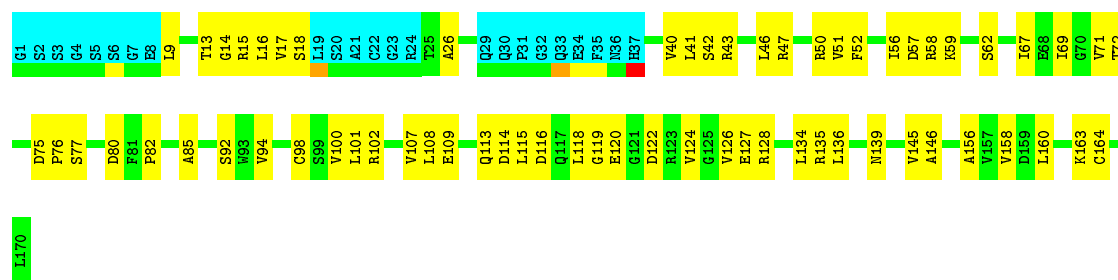 G1 S2 S3 G4 S5 S6 G7 E8 L9 T13 G14 R15 L16 V17 S18 L19 S20 A21 C22 G23 R24 T25 A26 Q29 Q30 P31 G32 Q33 E34 F35 N36 H37 V40 L41 S42 R43 L46 R47 R50 V51 F52 I56 D57 R58 K59 S62 I67 E68 I69 G70 V71 T72
D75 P76 S77 D80 F81 P82 A85 S92 W93 V94 C98 S99 V100 L101 R102 V107 L108 E109 Q113 D114 L115 D116 Q117 L118 G119 E120 G121 D122 R123 V124 G125 V126 E127 R128 L134 R135 L136 N139 V145 A146 A156 V157 V158 D159 L160 K163 C164
L170